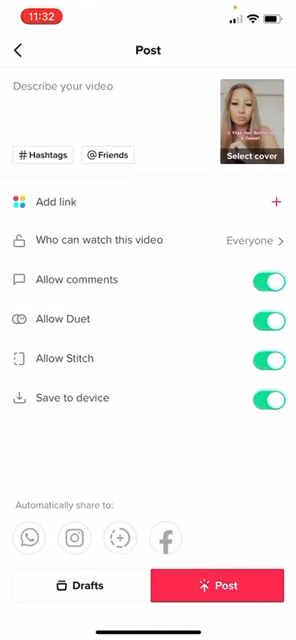 11:32
Post
Describe your video
# Hashtags
@ Friends
Select cover
Add link
Who can watch this video
Everyone
Allow comments
Allow Duet
Allow Stitch
Save to device
Automatically share to:
Drafts
Post